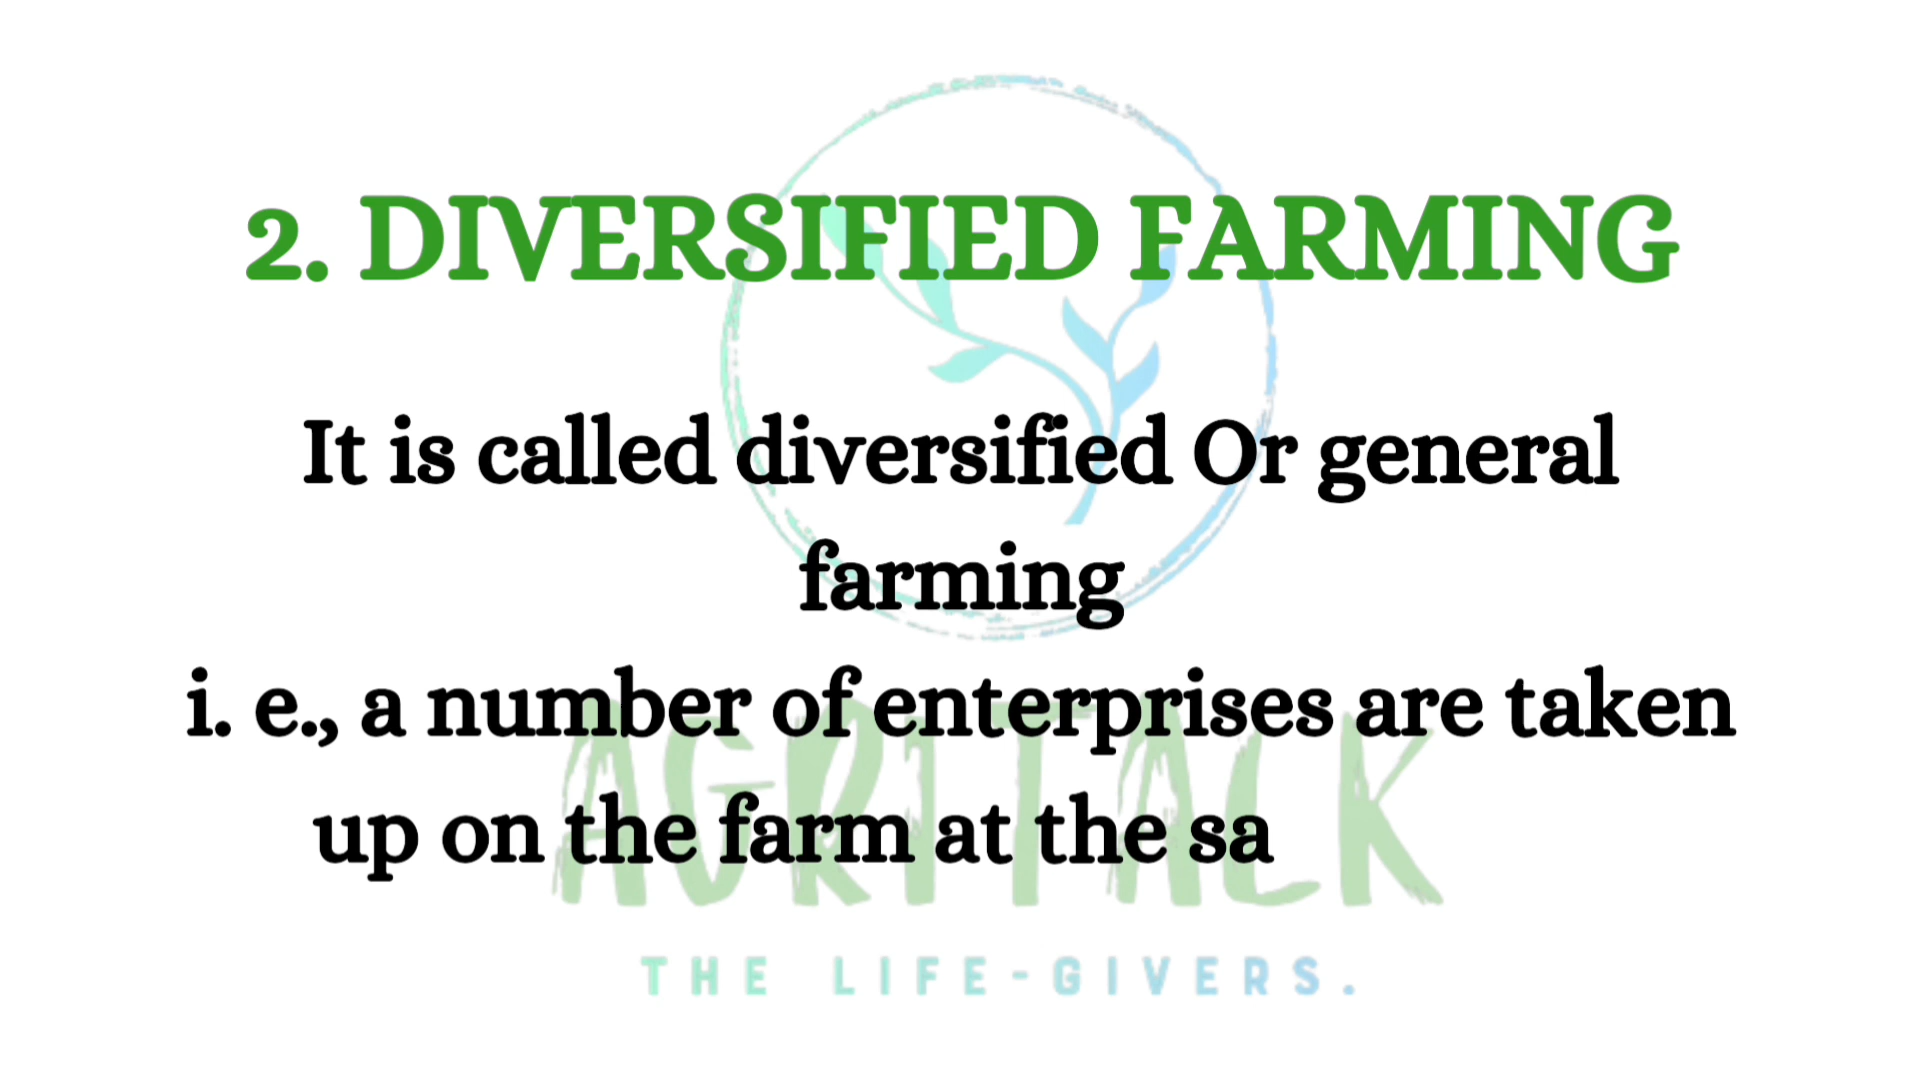 2. DIVERSIFIED FARMING
It is called diversified Or general
farming
i. e., a number of enterprises are taken
up on the farm at the sa
AGRITALK
THE LIFE-GIVERS.